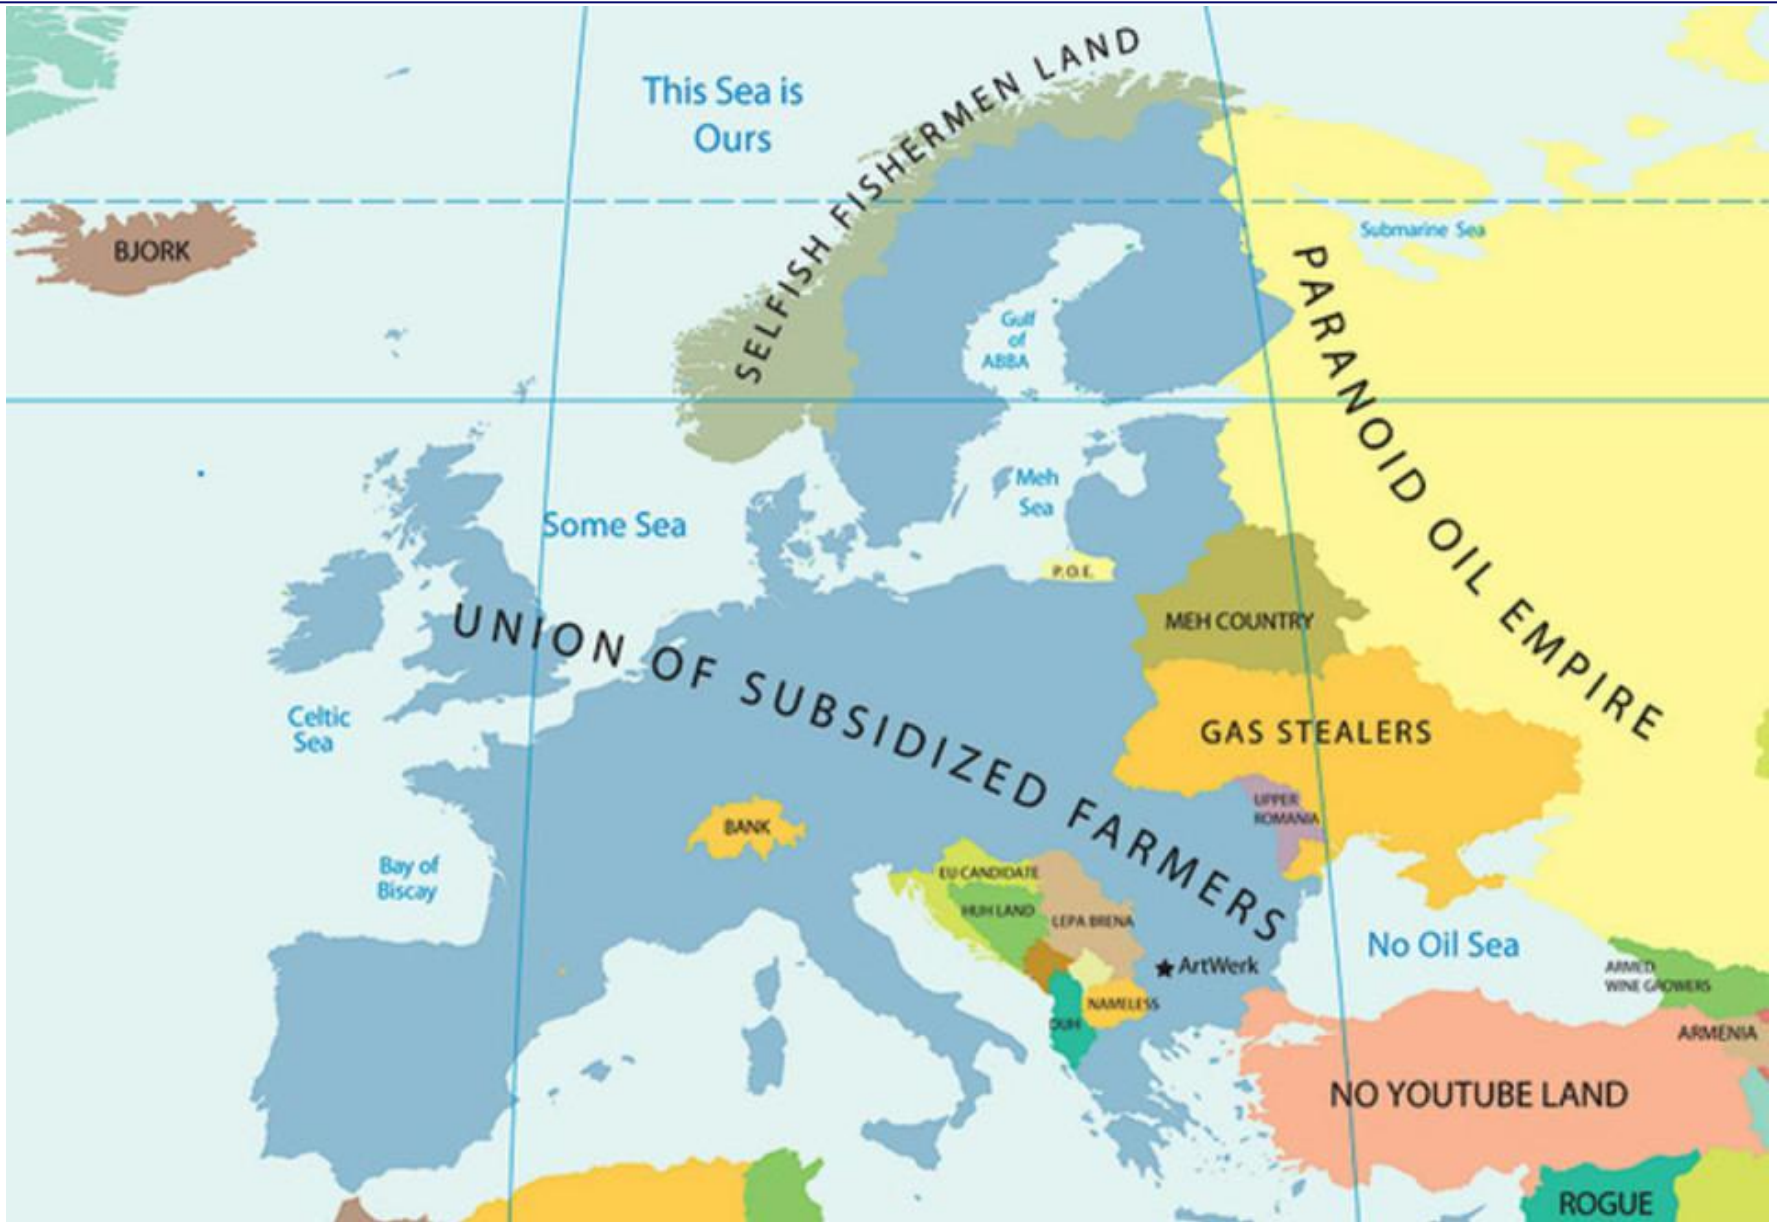 This Sea is
Ours
SELFISH FISHERMEN LAND
BJORK
Submarine Sea
PARANOID OIL EMPIRE
Gulf
of
ABBA
Meh
Sea
Some Sea
P.O.E.
MEH COUNTRY
UNION OF SUBSIDIZED FARMERS
Celtic
Sea
GAS STEALERS
UPPER
ROMANIA
BANK
Bay of
Biscay
EU CANDIDATE
HUH LAND
LEPA BRENA
No Oil Sea
ArtWerk
ARMED
WINE GROWERS
NAMELESS
DUH
ARMENIA
NO YOUTUBE LAND
ROGUE